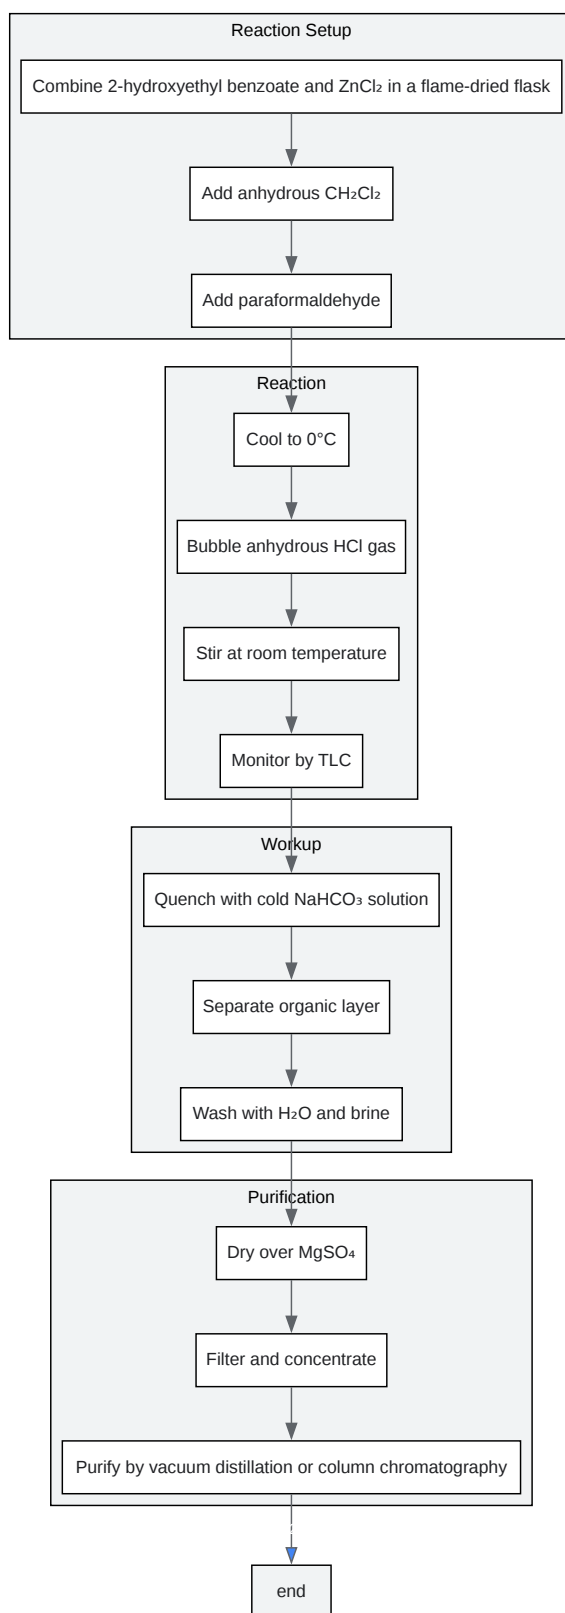 Reaction Setup
Combine 2-hydroxyethyl benzoate and ZnCl₂ in a flame-dried flask
Add anhydrous CH₂Cl₂
Add paraformaldehyde
Reaction
Cool to 0°C
Bubble anhydrous HCl gas
Stir at room temperature
Monitor by TLC
Workup
Quench with cold NaHCO₃ solution
Separate organic layer
Wash with H₂O and brine
Purification
Dry over MgSO₄
Filter and concentrate
Purify by vacuum distillation or column chromatography
end